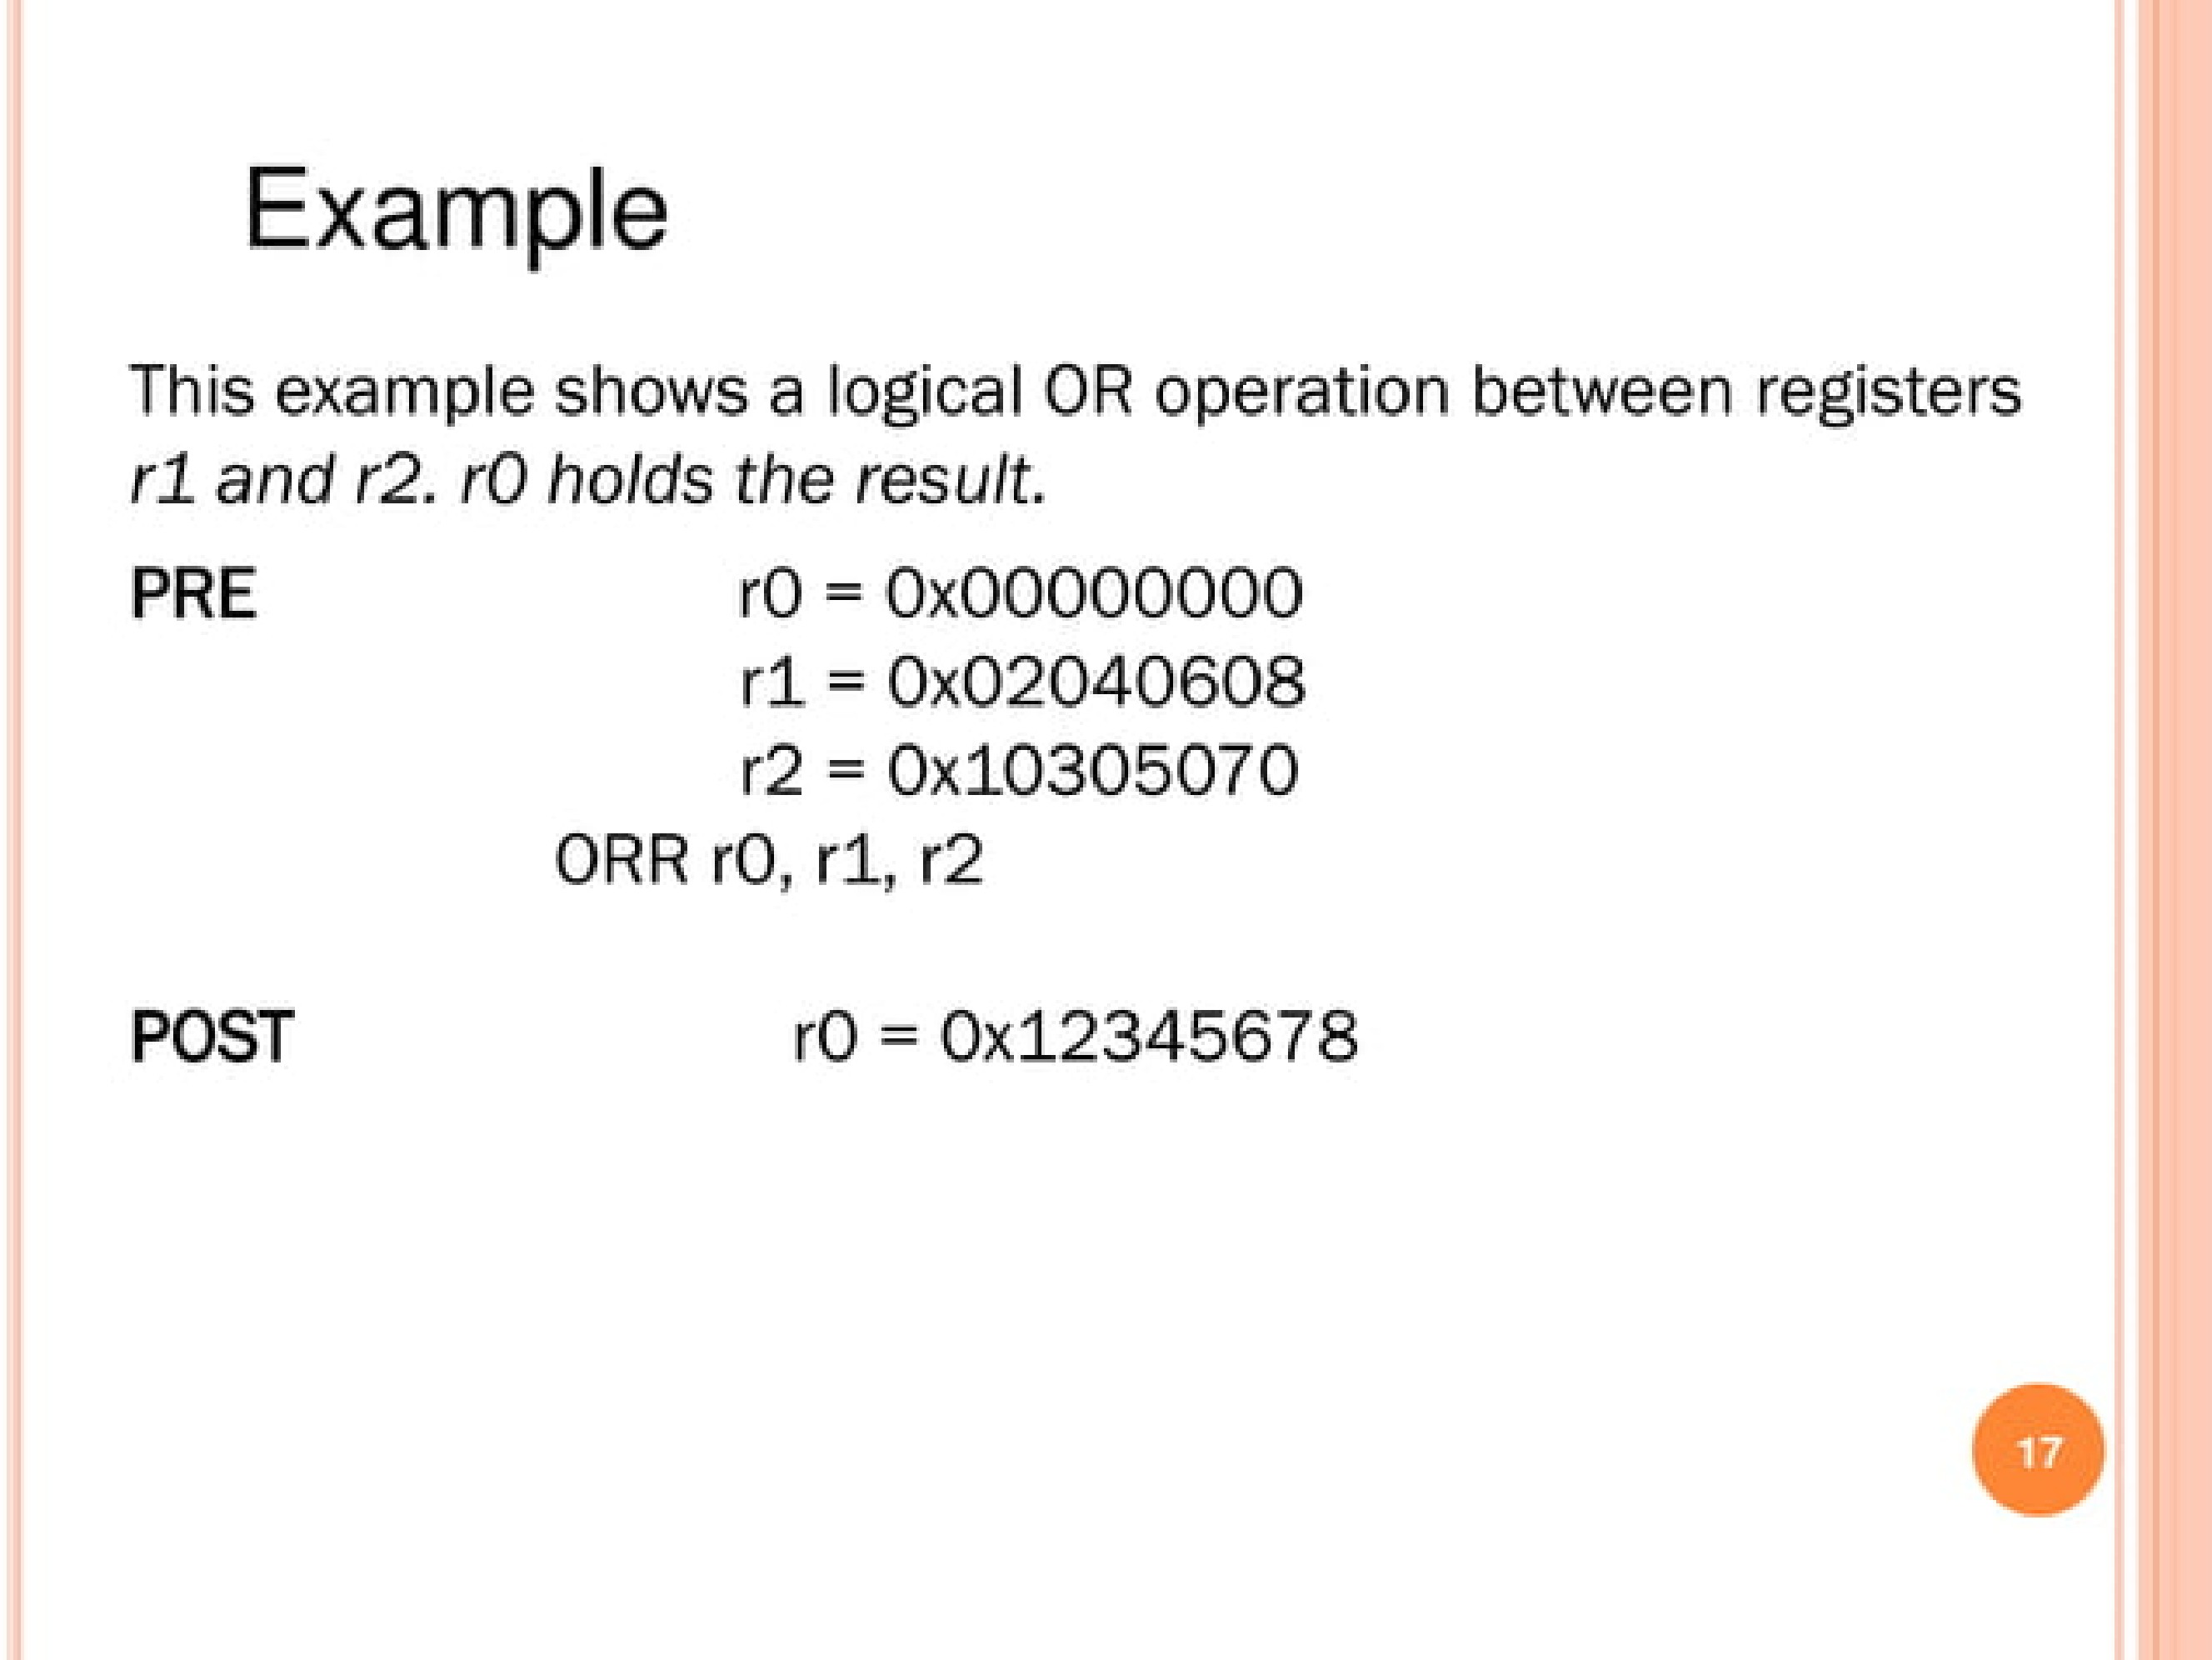 Example
This example shows a logical OR operation between registers
r1 and r2. r0 holds the result.
PRE r0 = 0x00000000
r1 = 0x02040608
r2 = 0x10305070
ORR r0, r1, r2
POST r0 = 0x12345678
17